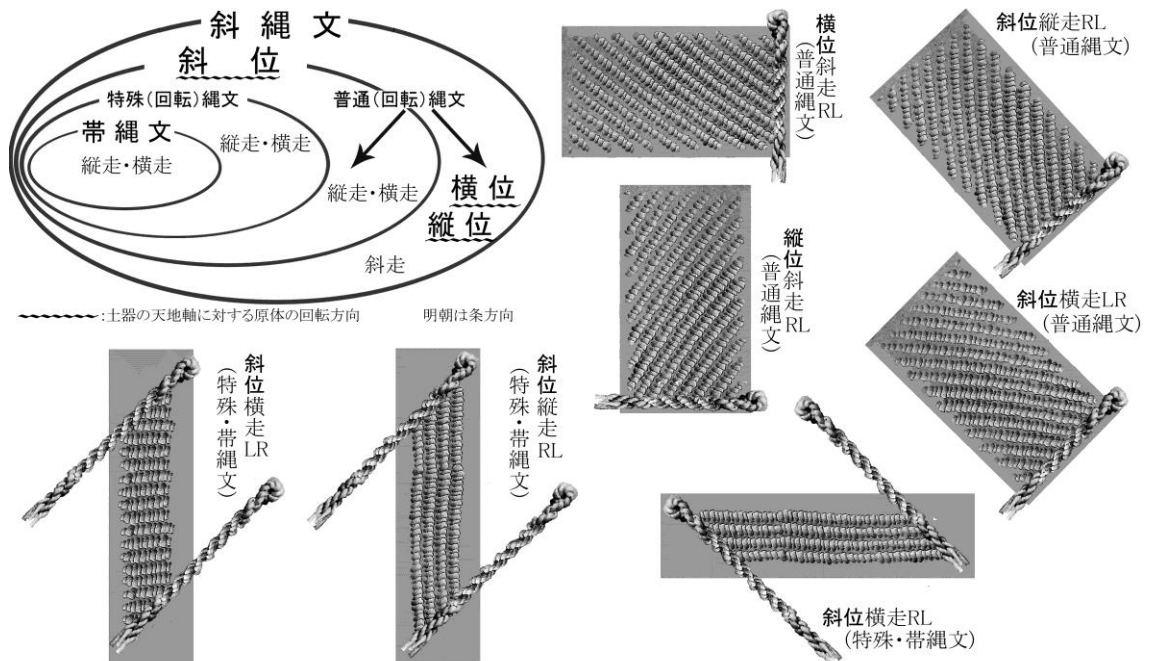 斜縄文
斜位
特殊(回転)縄文
普通(回転)縄文
帯縄文
縦走・横走
縦走・横走
縦走・横走
横位
縦位
斜走
:土器の天地軸に対する原体の回転方向
明朝は条方向
横位斜走RL
(普通縄文)
斜位縦走RL
(普通縄文)
縦位斜走RL
(普通縄文)
斜位横走LR
(普通縄文)
斜位横走LR
(特殊・帯縄文)
斜位縦走RL
(特殊・帯縄文)
斜位横走RL
(特殊・帯縄文)